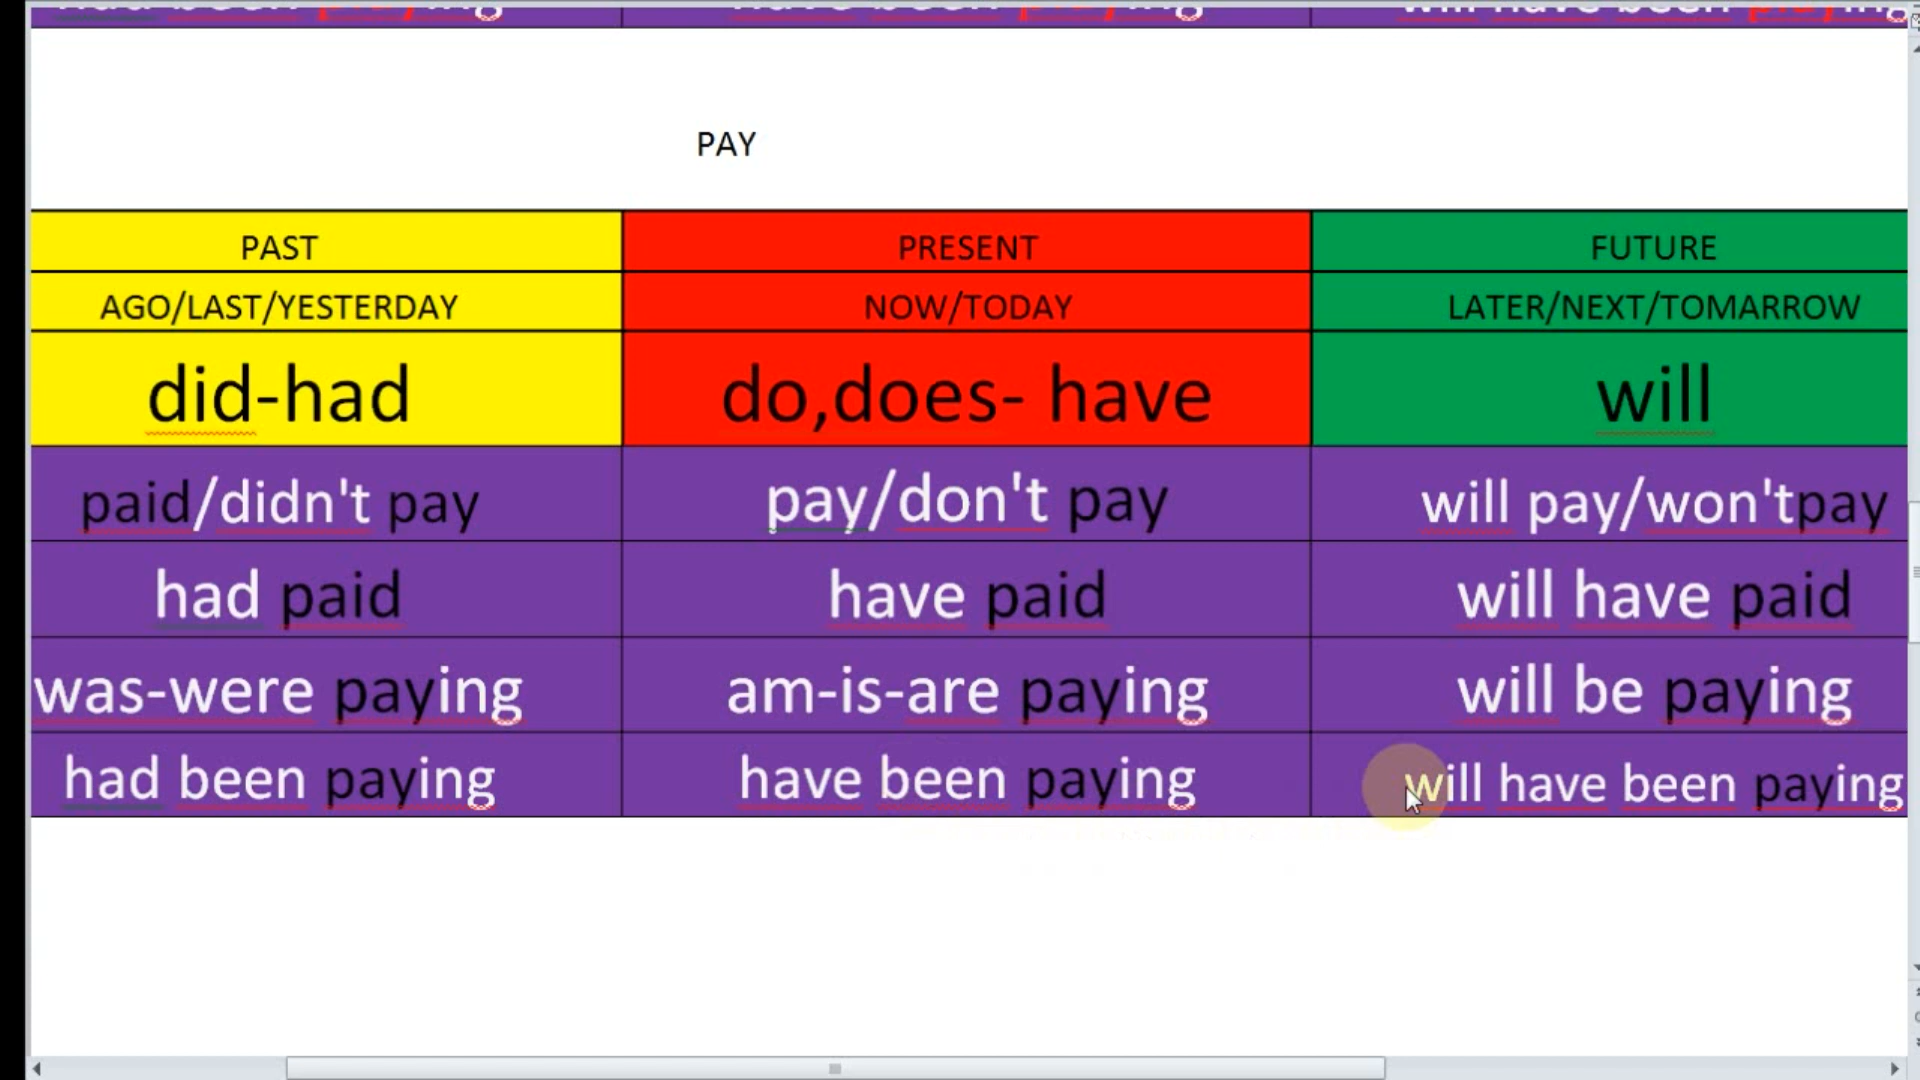 PAY
PAST PRESENT FUTURE
AGO/LAST/YESTERDAY NOW/TODAY LATER/NEXT/TOMARROW
did-had do,does- have will
paid/didn't pay pay/don't pay will pay/won'tpay
had paid have paid will have paid
was-were paying am-is-are paying will be paying
had been paying have been paying will have been paying